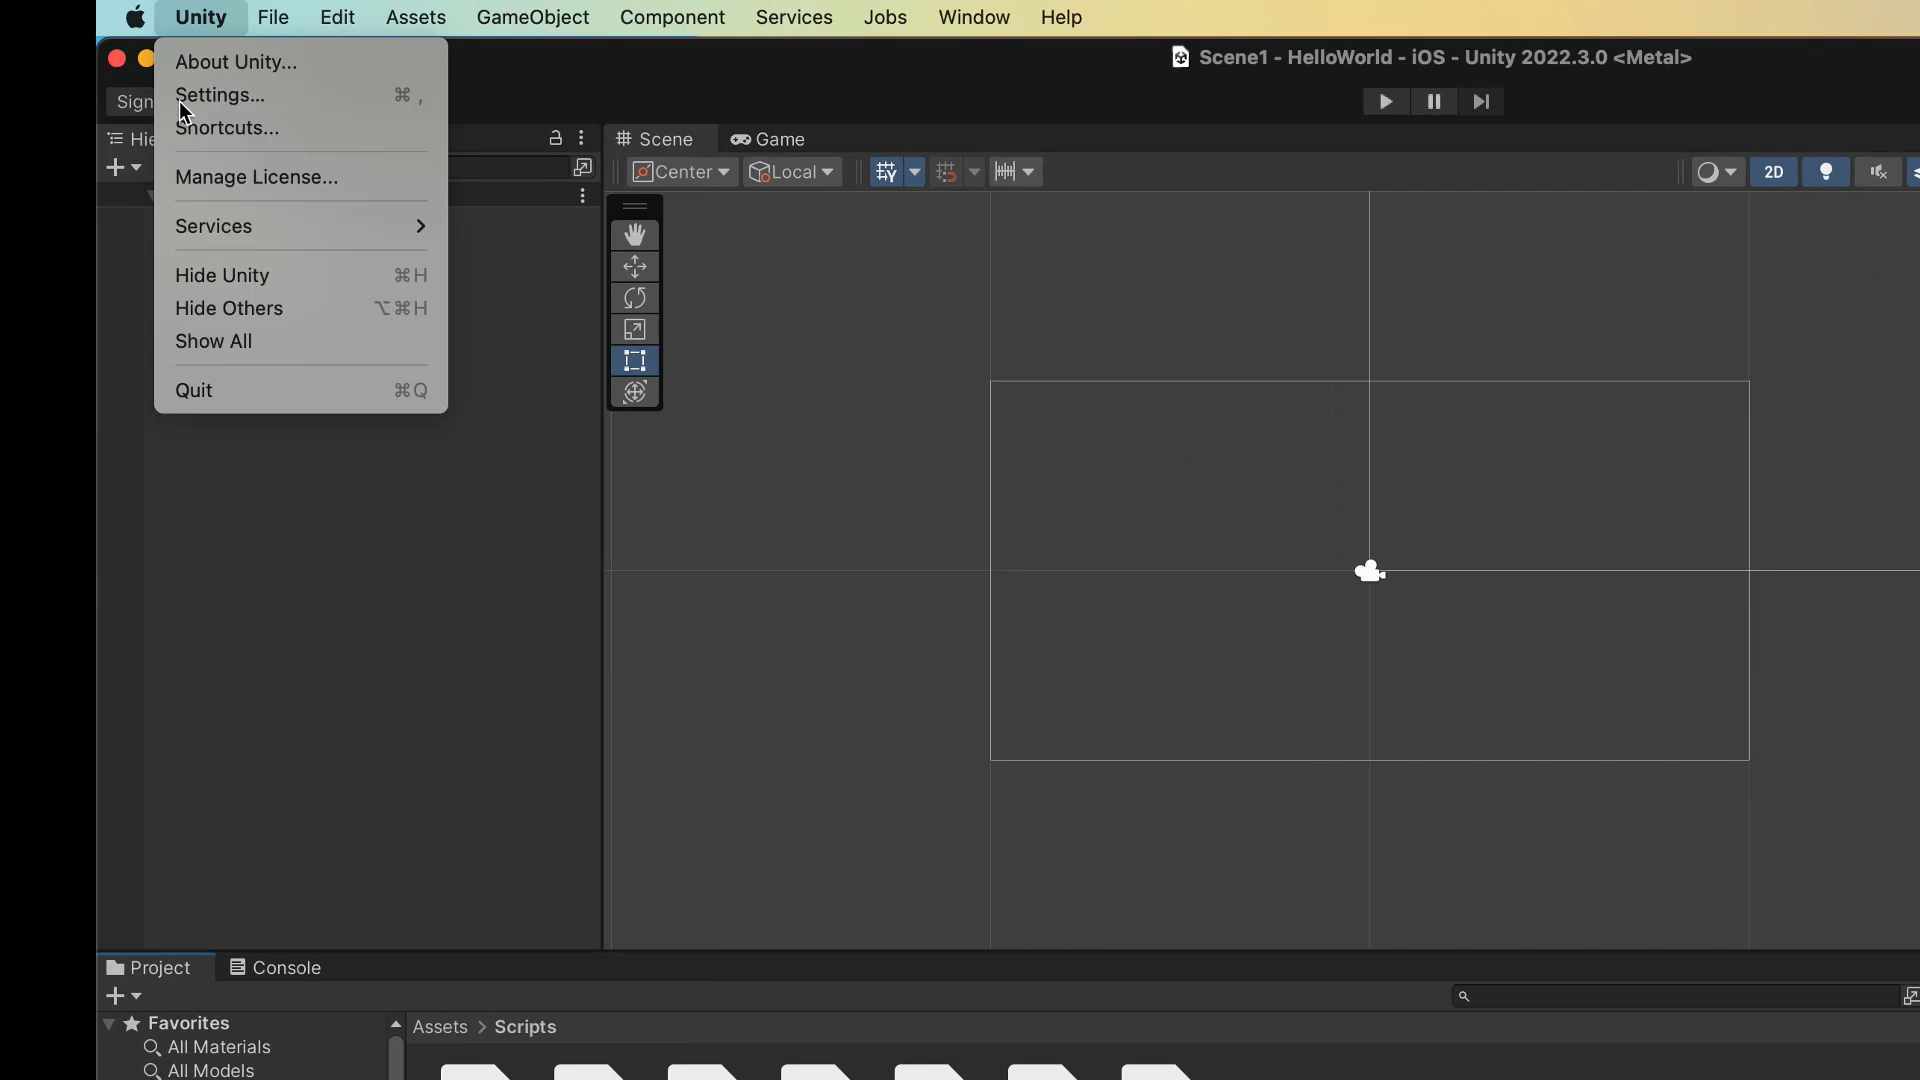 Unity File Edit Assets GameObject Component Services Jobs Window Help
Scene1 - HelloWorld - iOS - Unity 2022.3.0 <Metal>
About Unity...
Settings... ⌘ ,
Shortcuts...
Manage License...
Services
Hide Unity ⌘H
Hide Others ⌥⌘H
Show All
Quit ⌘Q
Sign
Hie
Scene Game
Center Local 2D
Project Console
Favorites
All Materials
All Models
Assets > Scripts